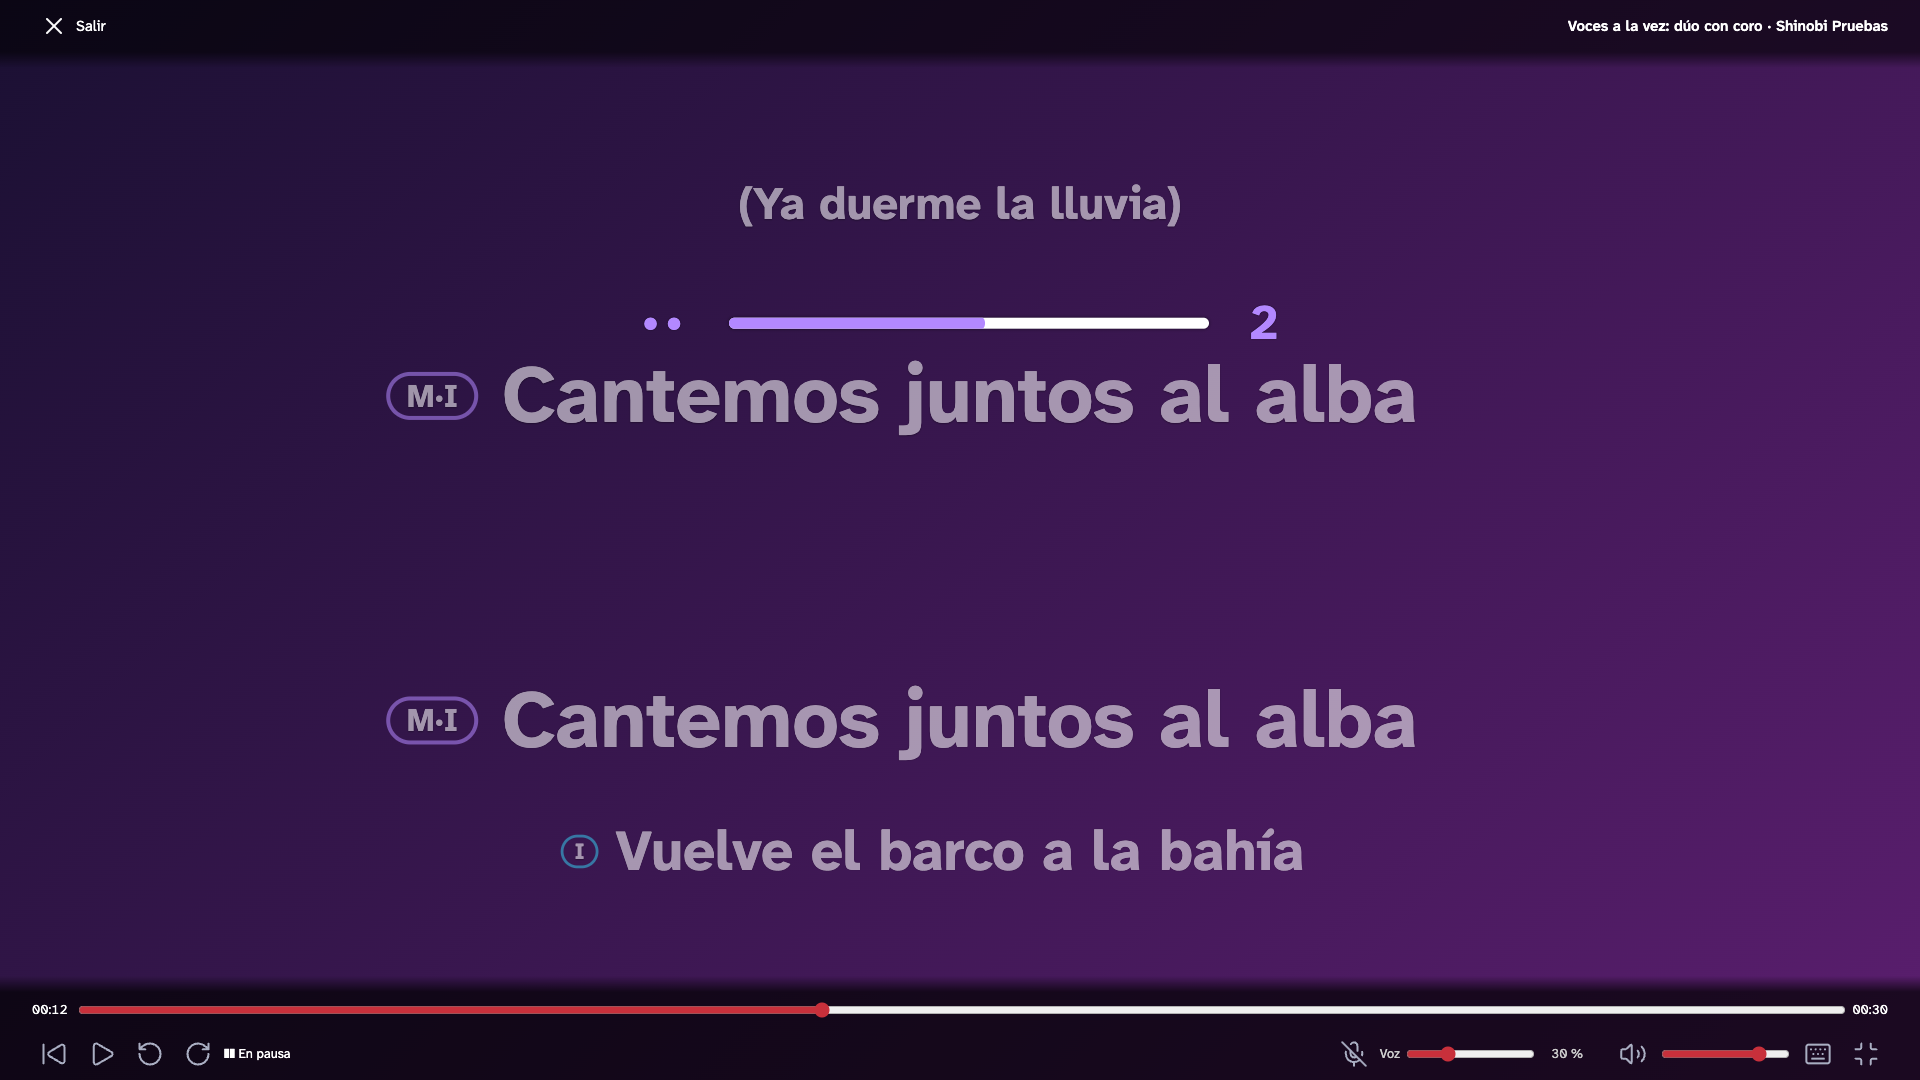 Salir
Voces a la vez: dúo con coro · Shinobi Pruebas
(Ya duerme la lluvia)
2
M·I Cantemos juntos al alba
M·I Cantemos juntos al alba
I Vuelve el barco a la bahía
00:12
00:30
En pausa
Voz
30 %